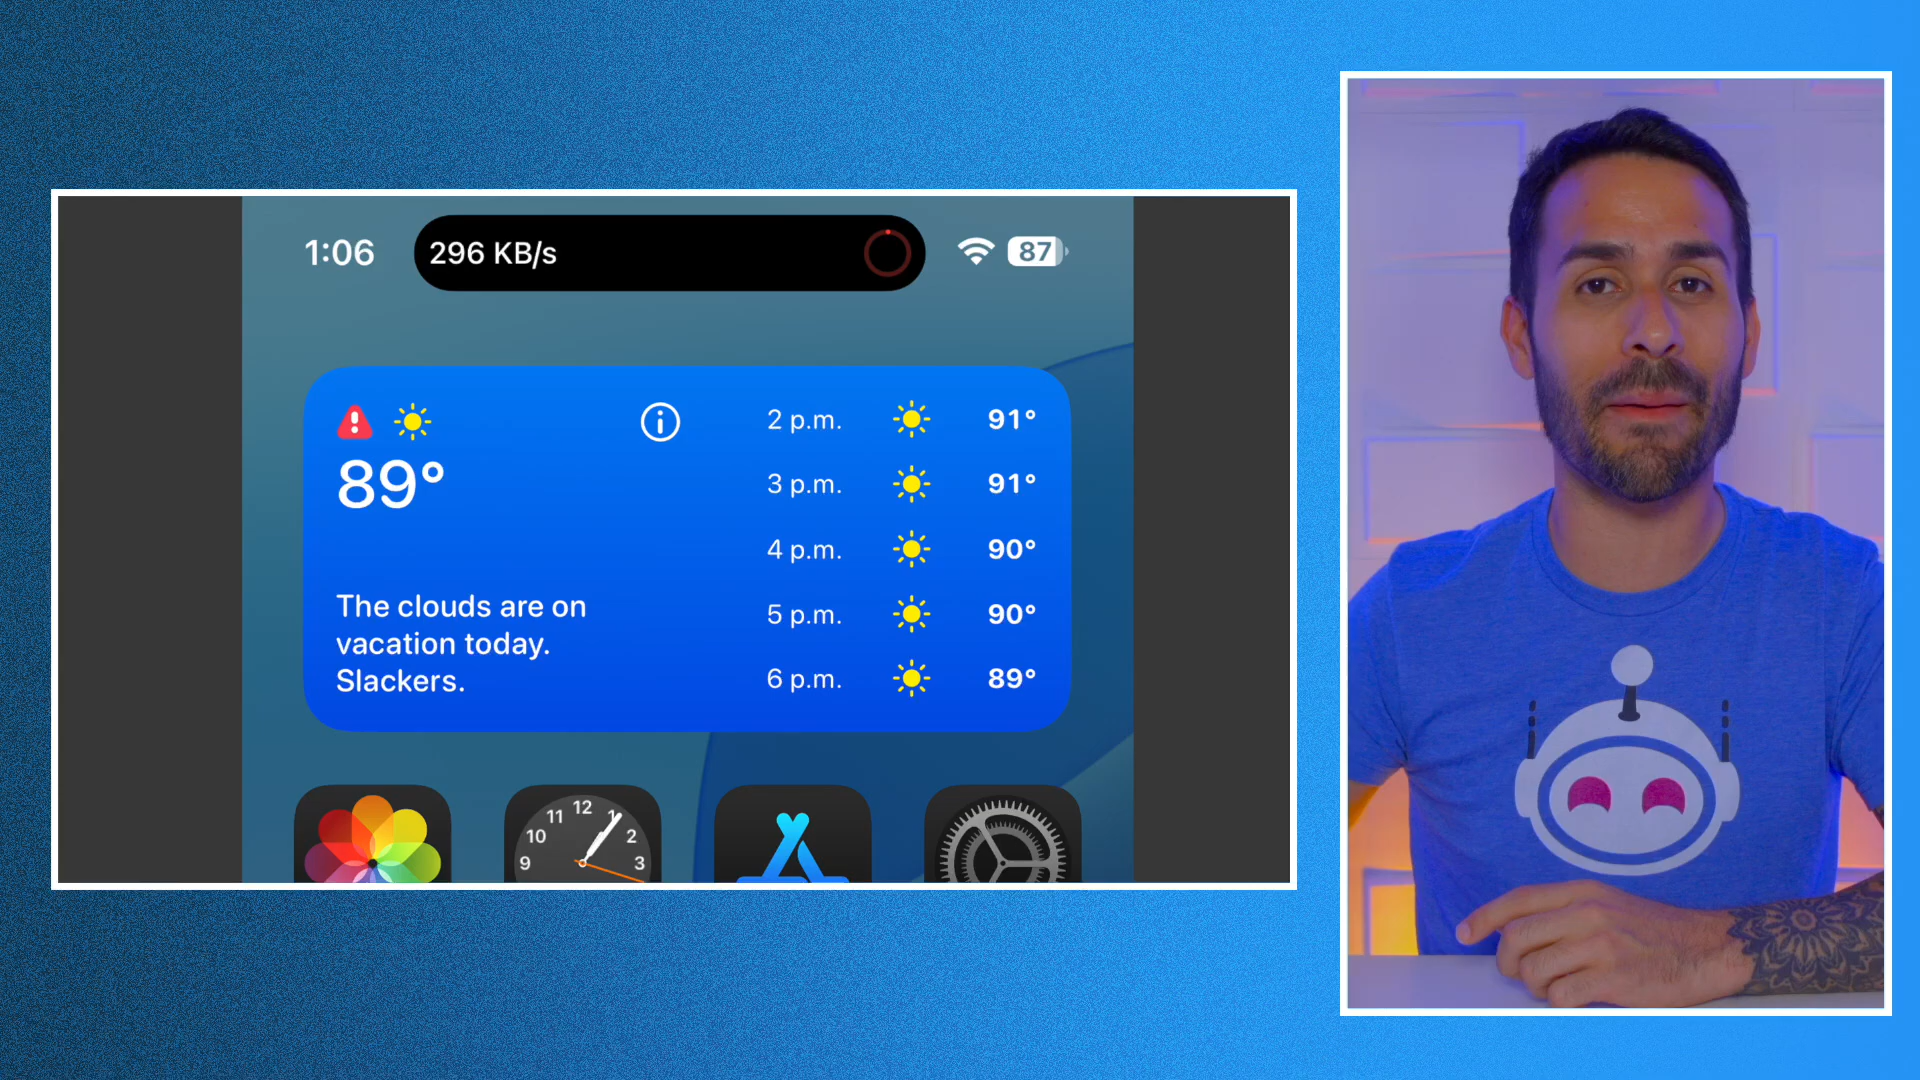 1:06
296 KB/s
87
89°
The clouds are on
vacation today.
Slackers.
2 p.m. 91°
3 p.m. 91°
4 p.m. 90°
5 p.m. 90°
6 p.m. 89°
12
11 1
10 2
9 3